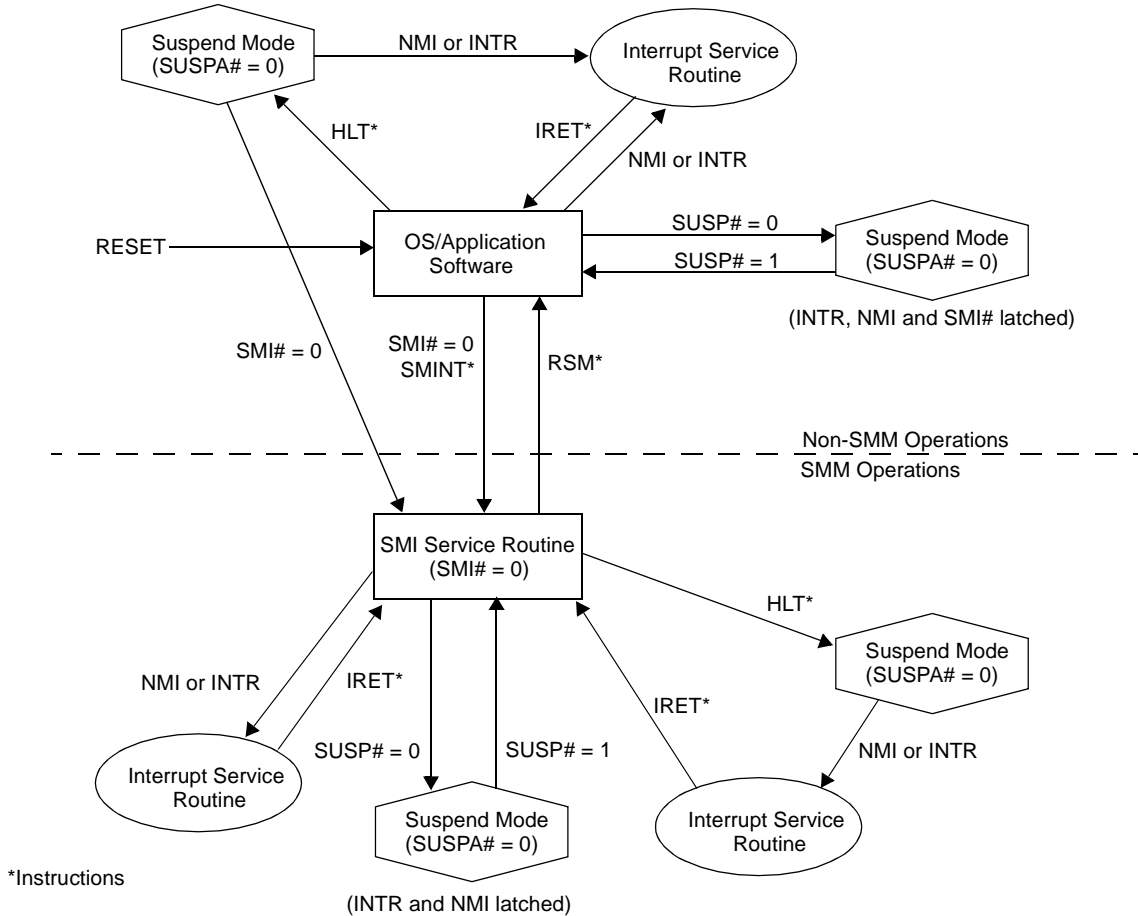 Suspend Mode
(SUSPA# = 0)
NMI or INTR
Interrupt Service
Routine
HLT*
IRET*
NMI or INTR
RESET
OS/Application
Software
SUSP# = 0
SUSP# = 1
Suspend Mode
(SUSPA# = 0)
(INTR, NMI and SMI# latched)
SMI# = 0
SMI# = 0
SMINT*
RSM*
Non-SMM Operations
SMM Operations
SMI Service Routine
(SMI# = 0)
HLT*
Suspend Mode
(SUSPA# = 0)
NMI or INTR
IRET*
IRET*
NMI or INTR
SUSP# = 0
SUSP# = 1
Interrupt Service
Routine
Suspend Mode
(SUSPA# = 0)
Interrupt Service
Routine
*Instructions
(INTR and NMI latched)